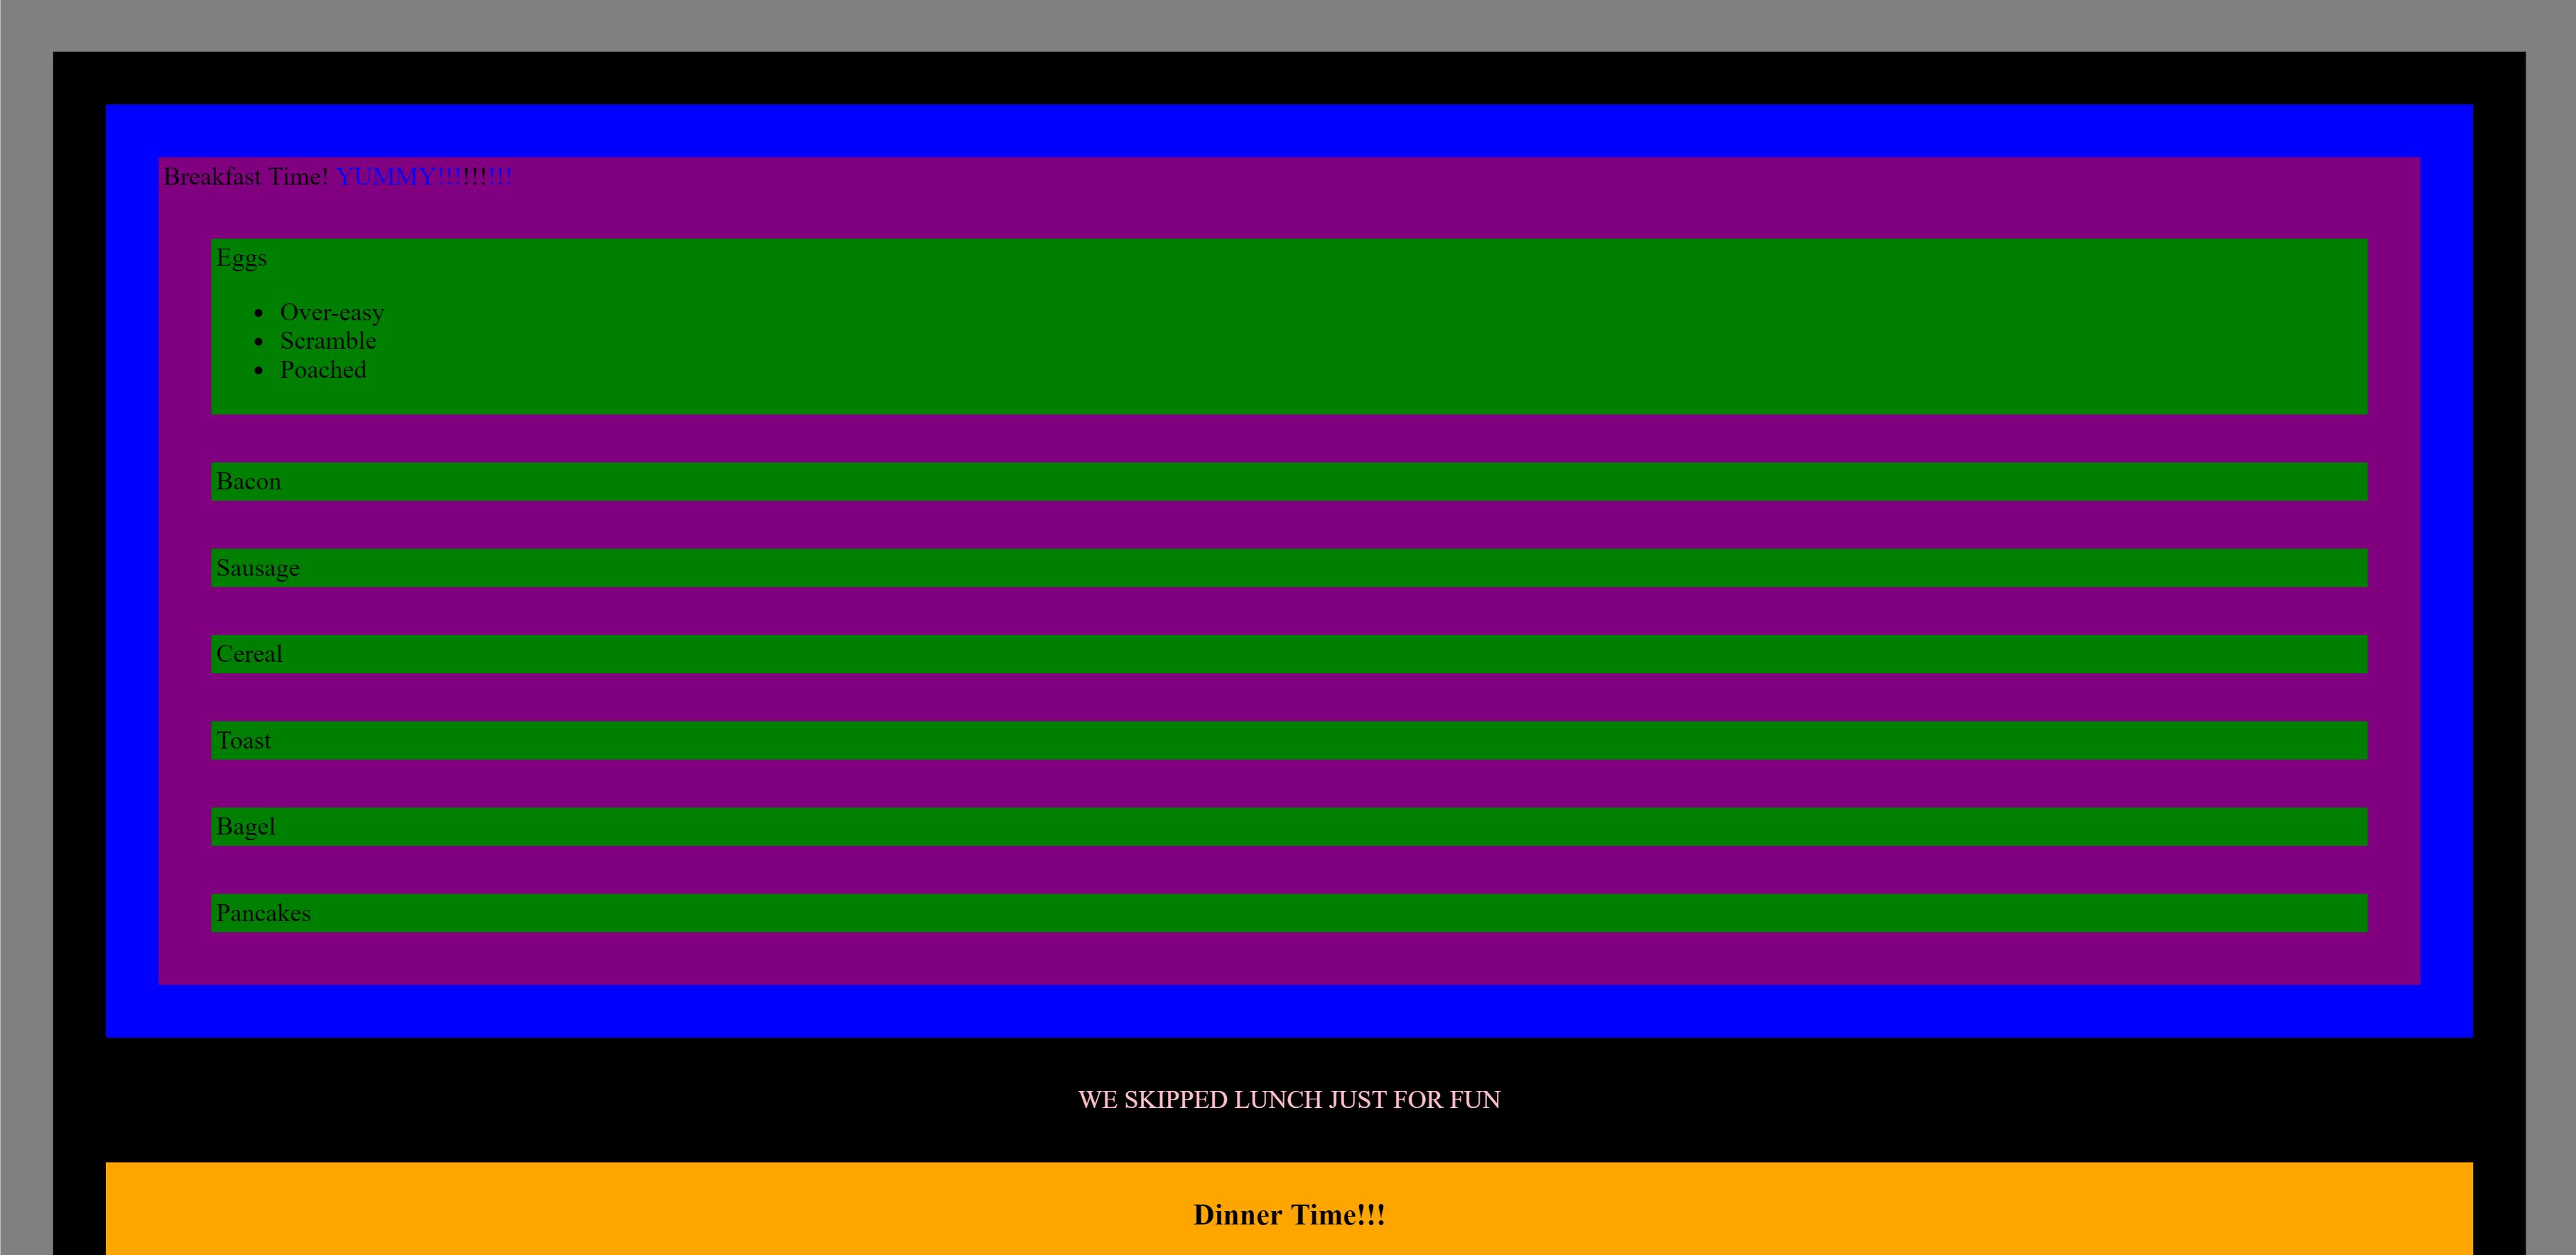 Breakfast Time! YUMMY!!!!!!!!!
Eggs
• Over-easy
• Scramble
• Poached
Bacon
Sausage
Cereal
Toast
Bagel
Pancakes
WE SKIPPED LUNCH JUST FOR FUN
Dinner Time!!!